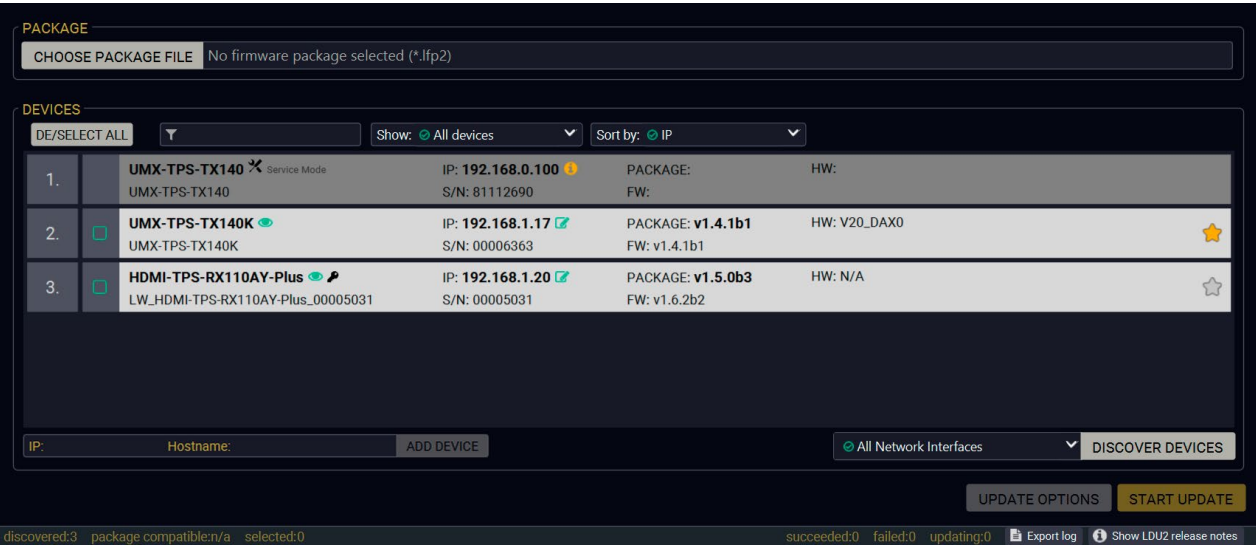 PACKAGE
CHOOSE PACKAGE FILE No firmware package selected (*.lfp2)
DEVICES
DE/SELECT ALL Show: All devices Sort by: IP
1. UMX-TPS-TX140 Service Mode IP: 192.168.0.100 PACKAGE: HW:
UMX-TPS-TX140 S/N: 81112690 FW:
2. UMX-TPS-TX140K IP: 192.168.1.17 PACKAGE: v1.4.1b1 HW: V20_DAX0
UMX-TPS-TX140K S/N: 00006363 FW: v1.4.1b1
3. HDMI-TPS-RX110AY-Plus IP: 192.168.1.20 PACKAGE: v1.5.0b3 HW: N/A
LW_HDMI-TPS-RX110AY-Plus_00005031 S/N: 00005031 FW: v1.6.2b2
IP: Hostname: ADD DEVICE All Network Interfaces DISCOVER DEVICES
UPDATE OPTIONS START UPDATE
discovered:3 package compatible:n/a selected:0 succeeded:0 failed:0 updating:0 Export log Show LDU2 release notes